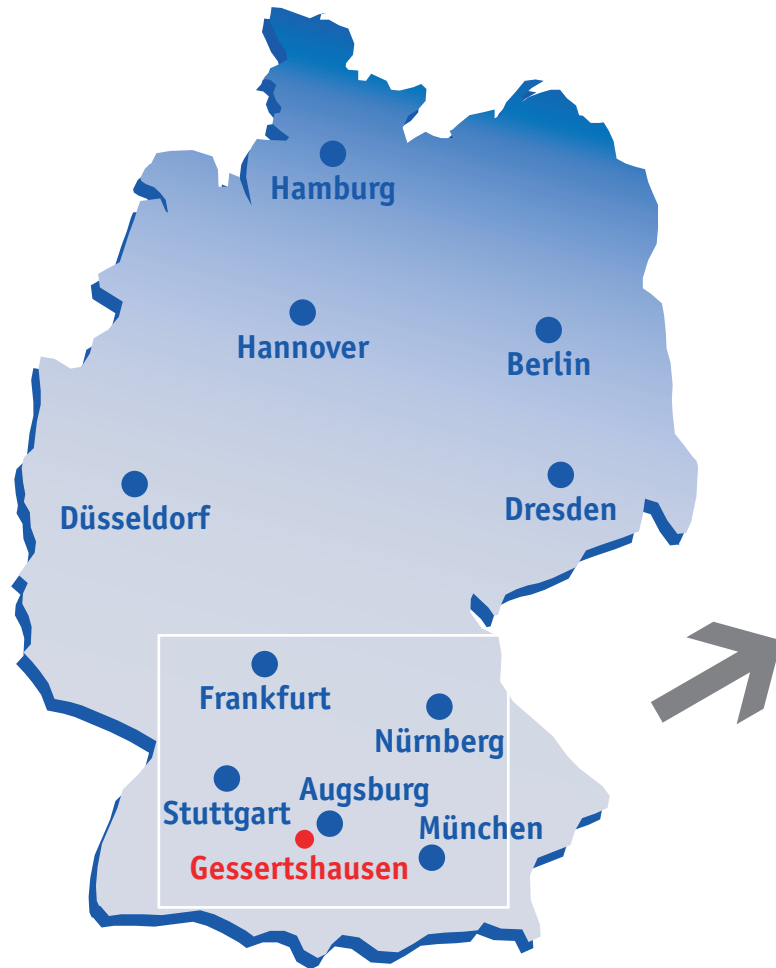 Hamburg
Hannover
Berlin
Düsseldorf
Dresden
Frankfurt
Nürnberg
Augsburg
Stuttgart
München
Gessertshausen